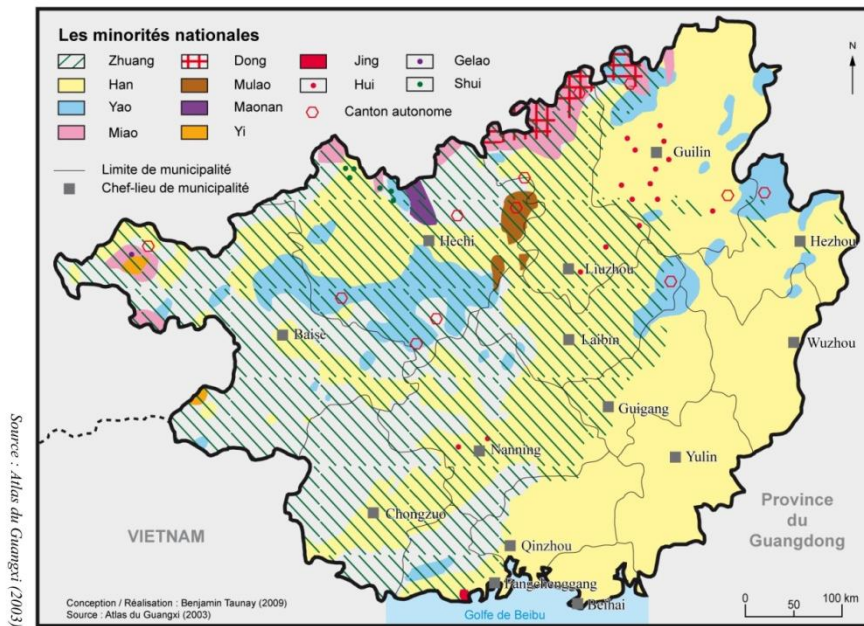 Les minorités nationales
Zhuang
Dong
Jing
Gelao
Han
Mulao
Hui
Shui
Yao
Maonan
Canton autonome
Miao
Yi
Limite de municipalité
Chef-lieu de municipalité
N
Guilin
Hechi
Hezhou
Liuzhou
Baise
Laibin
Wuzhou
Guigang
Nanning
Yulin
Chongzuo
Province
du
Guangdong
VIETNAM
Qinzhou
Fangchenggang
Beihai
0 50 100 km
Golfe de Beibu
Conception / Réalisation : Benjamin Taunay (2009)
Source : Atlas du Guangxi (2003)
Source : Atlas du Guangxi (2003)